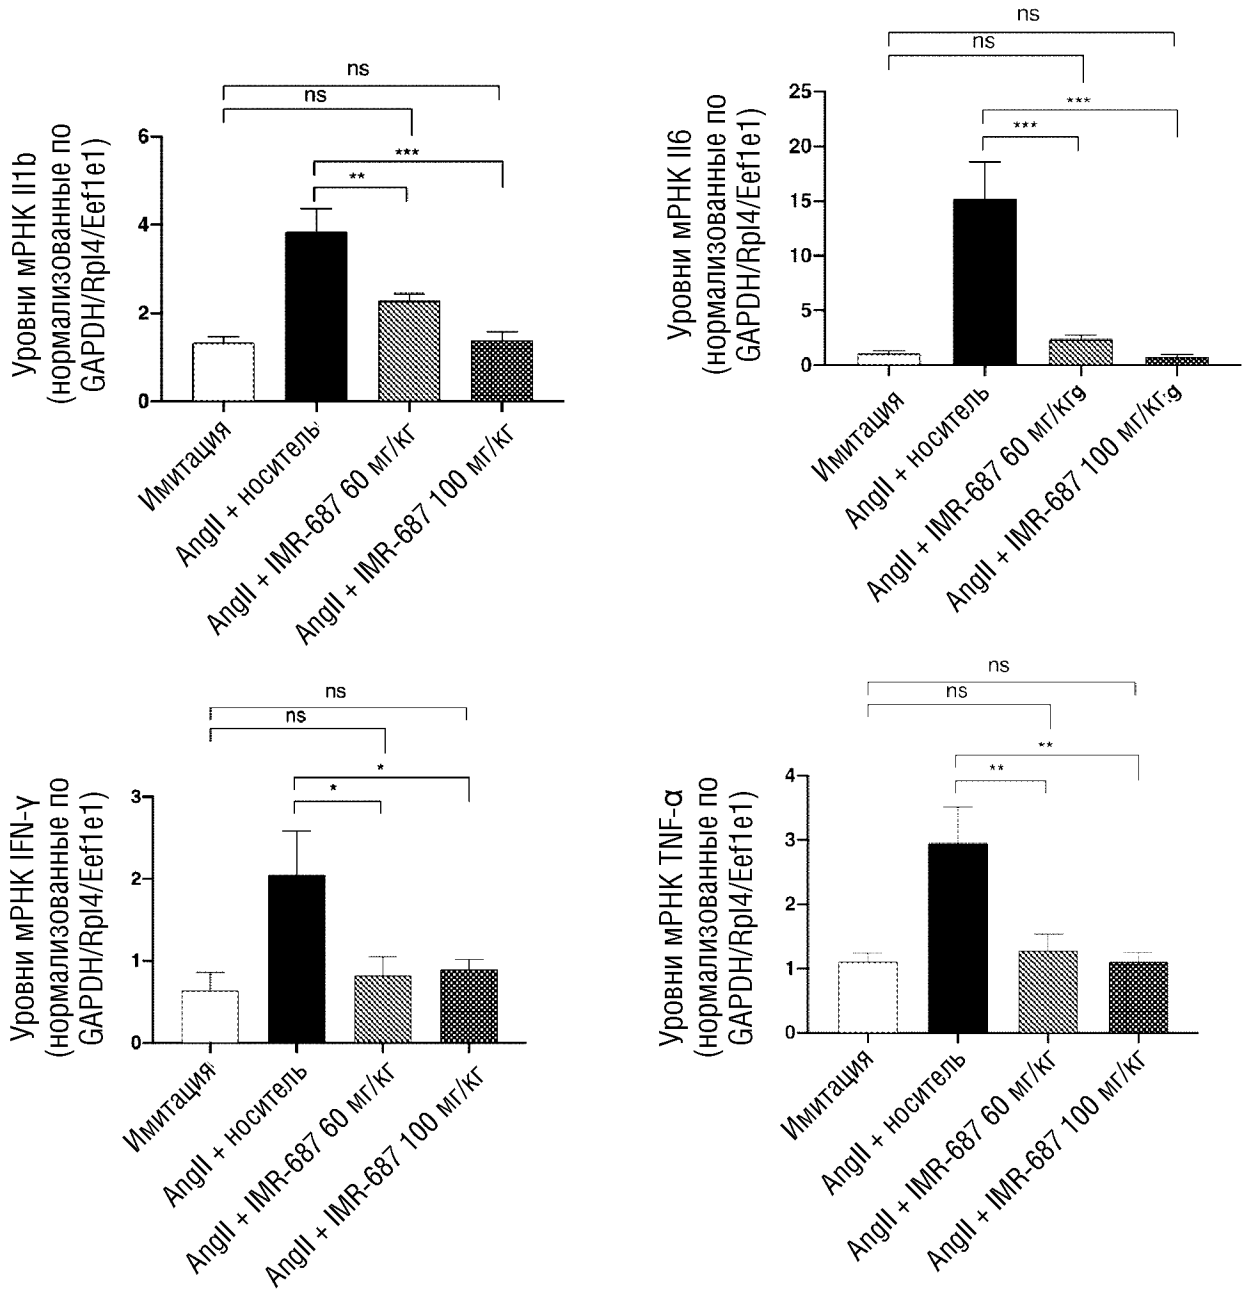 ns
ns
***
**
6
4
2
0
Уровни мРНК Il1b
(нормализованные по
GAPDH/Rpl4/Eef1e1)
Имитация
AngII + носитель
AngII + IMR-687 60 мг/кг
AngII + IMR-687 100 мг/кг
ns
ns
***
***
25
20
15
10
5
0
Уровни мРНК Il6
(нормализованные по
GAPDH/Rpl4/Eef1e1)
Имитация
AngII + носитель
AngII + IMR-687 60 мг/кгg
AngII + IMR-687 100 мг/кг.g
ns
ns
*
*
3
2
1
0
Уровни мРНК IFN-γ
(нормализованные по
GAPDH/Rpl4/Eef1e1)
Имитация
AngII + носитель
AngII + IMR-687 60 мг/кг
AngII + IMR-687 100 мг/кг
ns
ns
**
**
4
3
2
1
0
Уровни мРНК TNF-α
(нормализованные по
GAPDH/Rpl4/Eef1e1)
Имитация
AngII + носитель
AngII + IMR-687 60 мг/кг
AngII + IMR-687 100 мг/кг